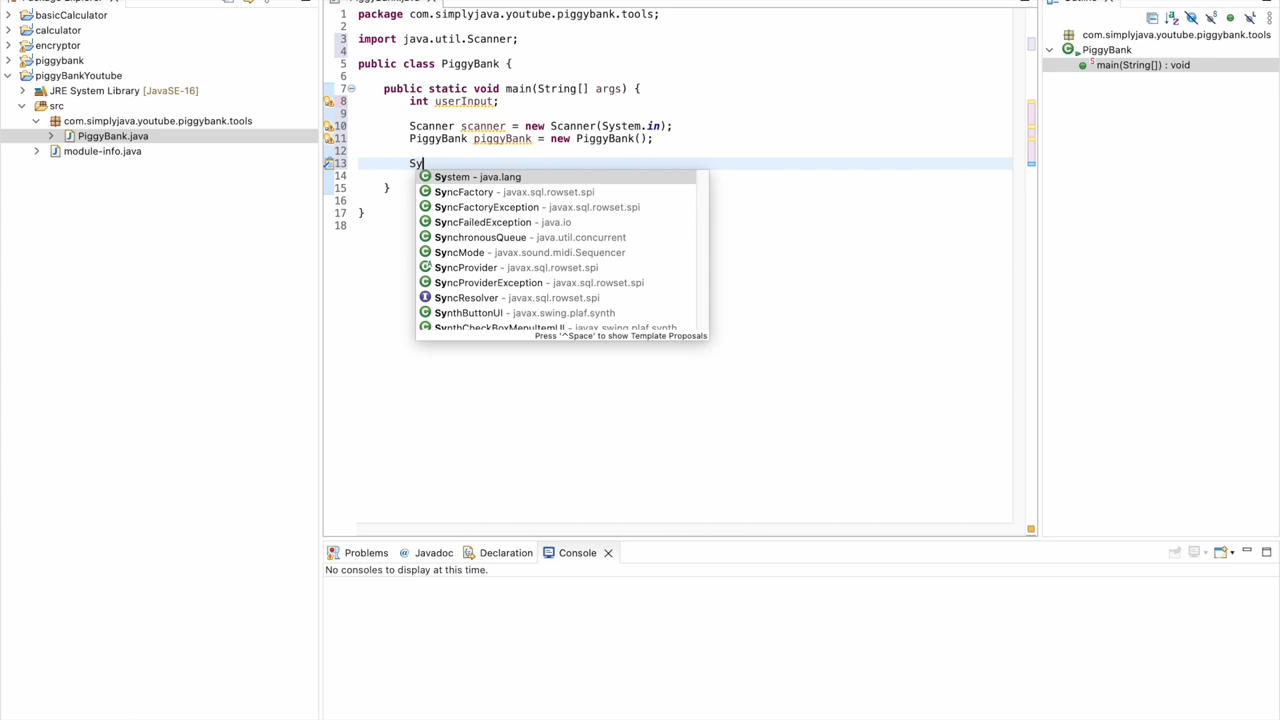 basicCalculator
calculator
encryptor
piggybank
piggyBankYoutube
JRE System Library [JavaSE-16]
src
com.simplyjava.youtube.piggybank.tools
PiggyBank.java
module-info.java
1 package com.simplyjava.youtube.piggybank.tools;
2
3 import java.util.Scanner;
4
5 public class PiggyBank {
6
7 public static void main(String[] args) {
8 int userInput;
9
10 Scanner scanner = new Scanner(System.in);
11 PiggyBank piggyBank = new PiggyBank();
12
13 Sy
14
15 }
16
17 }
18
System - java.lang
SyncFactory - javax.sql.rowset.spi
SyncFactoryException - javax.sql.rowset.spi
SyncFailedException - java.io
SynchronousQueue - java.util.concurrent
SyncMode - javax.sound.midi.Sequencer
SyncProvider - javax.sql.rowset.spi
SyncProviderException - javax.sql.rowset.spi
SyncResolver - javax.sql.rowset.spi
SynthButtonUI - javax.swing.plaf.synth
SynthCheckBoxMenuItemUI - javax.swing.plaf.synth
Press '^Space' to show Template Proposals
Problems @ Javadoc Declaration Console
No consoles to display at this time.
com.simplyjava.youtube.piggybank.tools
PiggyBank
main(String[]) : void